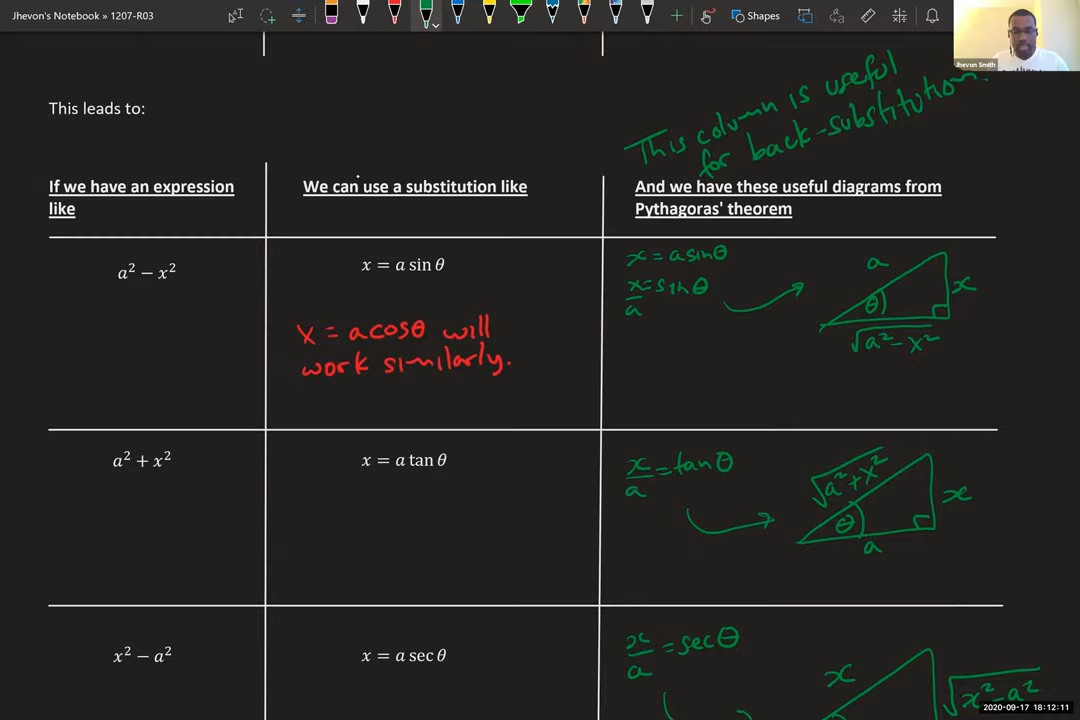 Jhevon's Notebook » 1207-R03
Shapes
Jhevon Smith
This leads to:
This column is useful
for back-substitution.
If we have an expression
like
We can use a substitution like
And we have these useful diagrams from
Pythagoras' theorem
a² − x²
x = a sin θ
x = acosθ will
work similarly.
x = asinθ
x/a = sinθ
a
x
θ
√a² − x²
a² + x²
x = a tan θ
x/a = tanθ
√a² + x²
x
θ
a
x² − a²
x = a sec θ
x/a = secθ
x
√x² − a²
2020-09-17 18:12:11